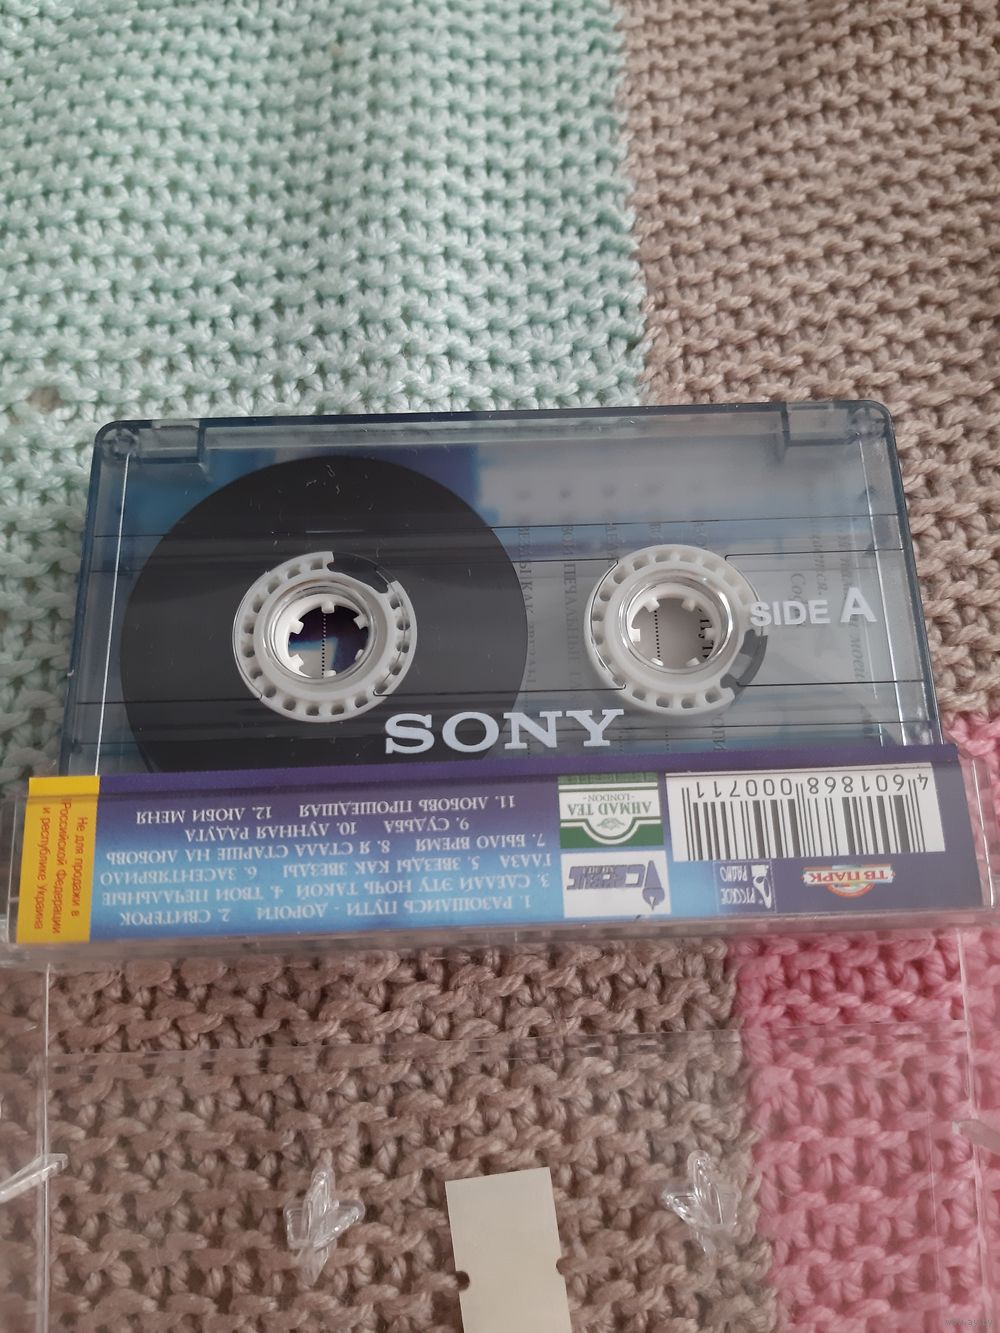 SIDE A
SONY
1. РАЗОШЛИСЬ ПУТИ - ДОРОГИ 2. СВИТЕРОК
3. СДЕЛАЙ ЭТУ НОЧЬ ТАКОЙ 4. ТВОИ ПЕЧАЛЬНЫЕ
ГЛАЗА 5. ЗВЕЗДЫ КАК ЗВЕЗДЫ 6. ЗАСЕНТЯБРИЛО
7. БЫЛО ВРЕМЯ 8. Я СТАЛА СТАРШЕ НА ЛЮБОВЬ
9. СУДЬБА 10. ЛУННАЯ РАДУГА
11. ЛЮБОВЬ ПРОШЕДШАЯ 12. ЛЮБИ МЕНЯ
AHMAD TEA
-LONDON-
ТВ ПАРК
РУССКОЕ
РАДИО
4 601868 000711
Не для продажи в
Российской Федерации
и республике Украина